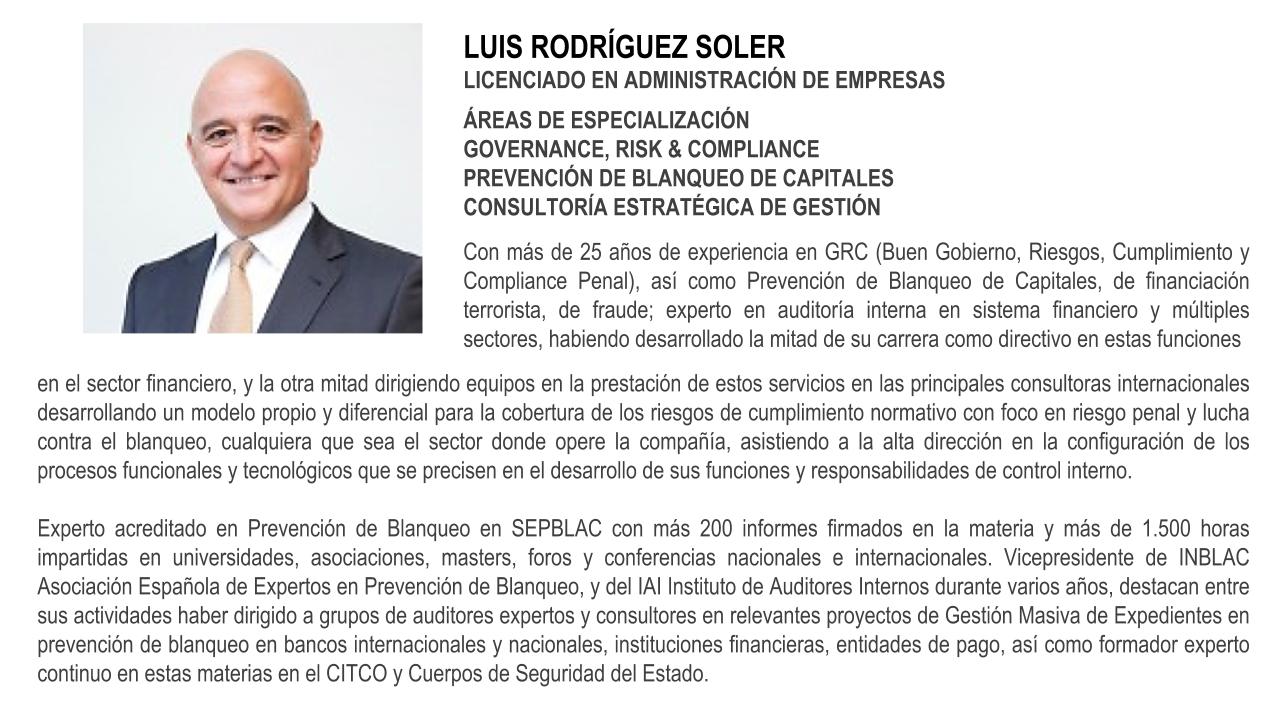 LUIS RODRÍGUEZ SOLER
LICENCIADO EN ADMINISTRACIÓN DE EMPRESAS
ÁREAS DE ESPECIALIZACIÓN
GOVERNANCE, RISK & COMPLIANCE
PREVENCIÓN DE BLANQUEO DE CAPITALES
CONSULTORÍA ESTRATÉGICA DE GESTIÓN
Con más de 25 años de experiencia en GRC (Buen Gobierno, Riesgos, Cumplimiento y
Compliance Penal), así como Prevención de Blanqueo de Capitales, de financiación
terrorista, de fraude; experto en auditoría interna en sistema financiero y múltiples
sectores, habiendo desarrollado la mitad de su carrera como directivo en estas funciones
en el sector financiero, y la otra mitad dirigiendo equipos en la prestación de estos servicios en las principales consultoras internacionales
desarrollando un modelo propio y diferencial para la cobertura de los riesgos de cumplimiento normativo con foco en riesgo penal y lucha
contra el blanqueo, cualquiera que sea el sector donde opere la compañía, asistiendo a la alta dirección en la configuración de los
procesos funcionales y tecnológicos que se precisen en el desarrollo de sus funciones y responsabilidades de control interno.
Experto acreditado en Prevención de Blanqueo en SEPBLAC con más 200 informes firmados en la materia y más de 1.500 horas
impartidas en universidades, asociaciones, masters, foros y conferencias nacionales e internacionales. Vicepresidente de INBLAC
Asociación Española de Expertos en Prevención de Blanqueo, y del IAI Instituto de Auditores Internos durante varios años, destacan entre
sus actividades haber dirigido a grupos de auditores expertos y consultores en relevantes proyectos de Gestión Masiva de Expedientes en
prevención de blanqueo en bancos internacionales y nacionales, instituciones financieras, entidades de pago, así como formador experto
continuo en estas materias en el CITCO y Cuerpos de Seguridad del Estado.